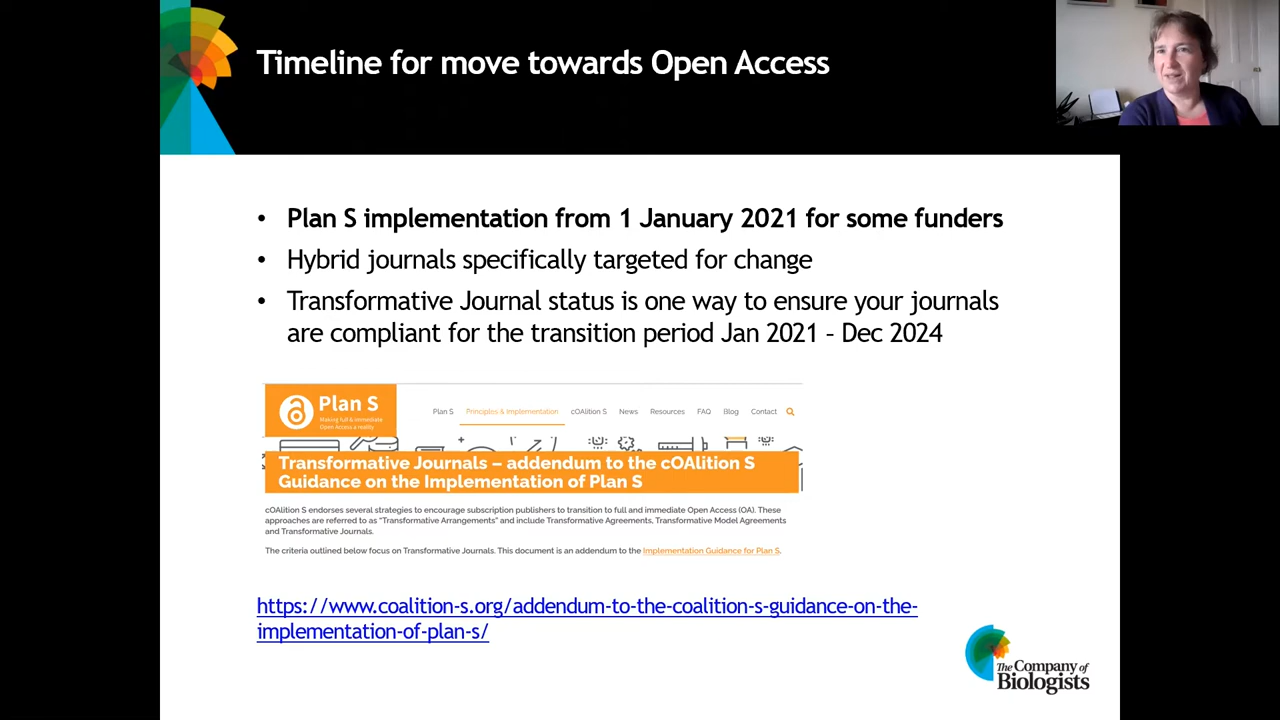 Timeline for move towards Open Access
• Plan S implementation from 1 January 2021 for some funders
• Hybrid journals specifically targeted for change
• Transformative Journal status is one way to ensure your journals
are compliant for the transition period Jan 2021 – Dec 2024
Plan S
Making full & immediate
Open Access a reality
Plan S Principles & Implementation cOAlition S News Resources FAQ Blog Contact
Transformative Journals – addendum to the cOAlition S
Guidance on the Implementation of Plan S
cOAlition S endorses several strategies to encourage subscription publishers to transition to full and immediate Open Access (OA). These
approaches are referred to as “Transformative Arrangements” and include Transformative Agreements, Transformative Model Agreements
and Transformative Journals.
The criteria outlined below focus on Transformative Journals. This document is an addendum to the Implementation Guidance for Plan S.
https://www.coalition-s.org/addendum-to-the-coalition-s-guidance-on-the-
implementation-of-plan-s/
The Company of
Biologists